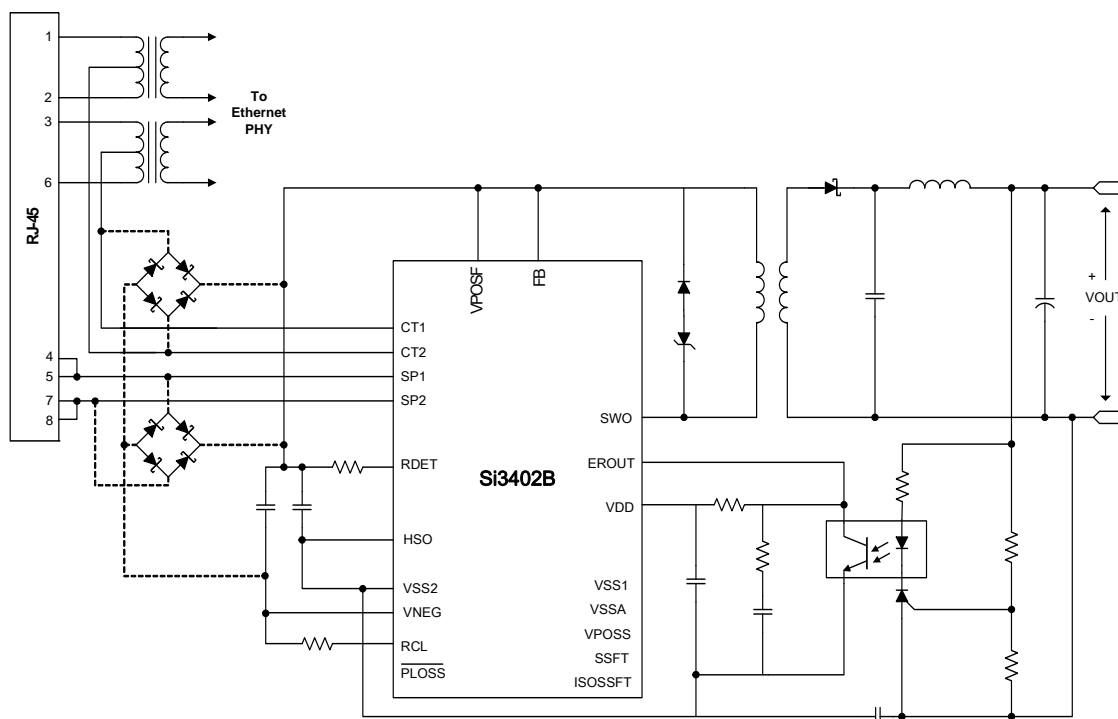 1
2
3
6
To
Ethernet
PHY
RJ-45
4
5
7
8
VPOSF
FB
CT1
CT2
SP1
SP2
RDET
HSO
VSS2
VNEG
RCL
PLOSS
Si3402B
SWO
EROUT
VDD
VSS1
VSSA
VPOSS
SSFT
ISOSSFT
+
VOUT
-